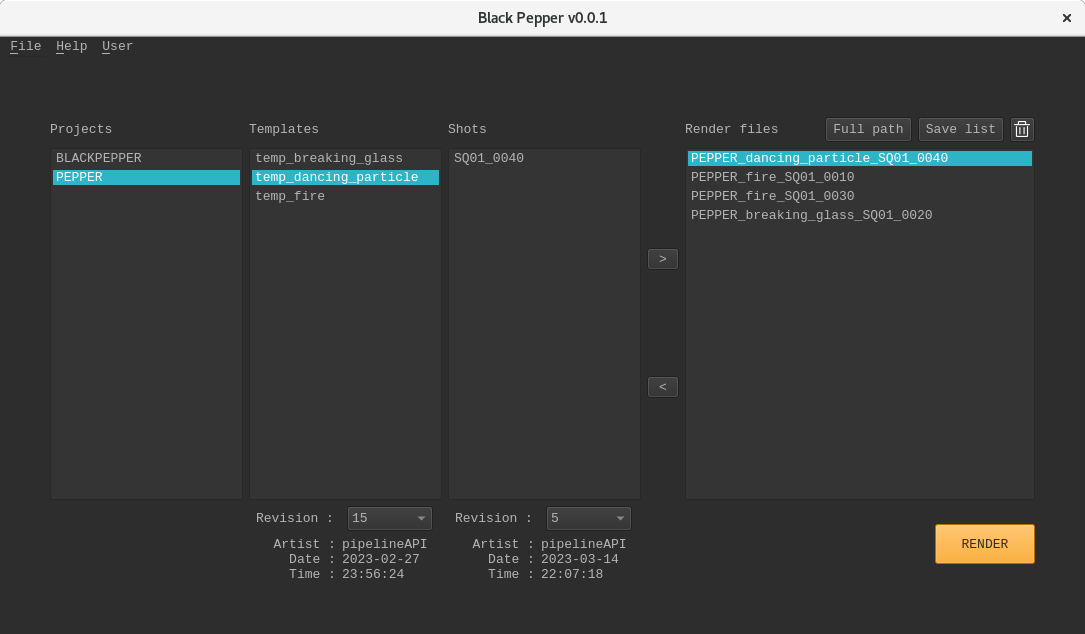 Black Pepper v0.0.1
×
File Help User
Projects Templates Shots Render files Full path Save list
BLACKPEPPER temp_breaking_glass SQ01_0040 PEPPER_dancing_particle_SQ01_0040
PEPPER temp_dancing_particle PEPPER_fire_SQ01_0010
temp_fire PEPPER_fire_SQ01_0030
PEPPER_breaking_glass_SQ01_0020
>
<
Revision : 15 Revision : 5
Artist : pipelineAPI Artist : pipelineAPI
Date : 2023-02-27 Date : 2023-03-14
Time : 23:56:24 Time : 22:07:18
RENDER